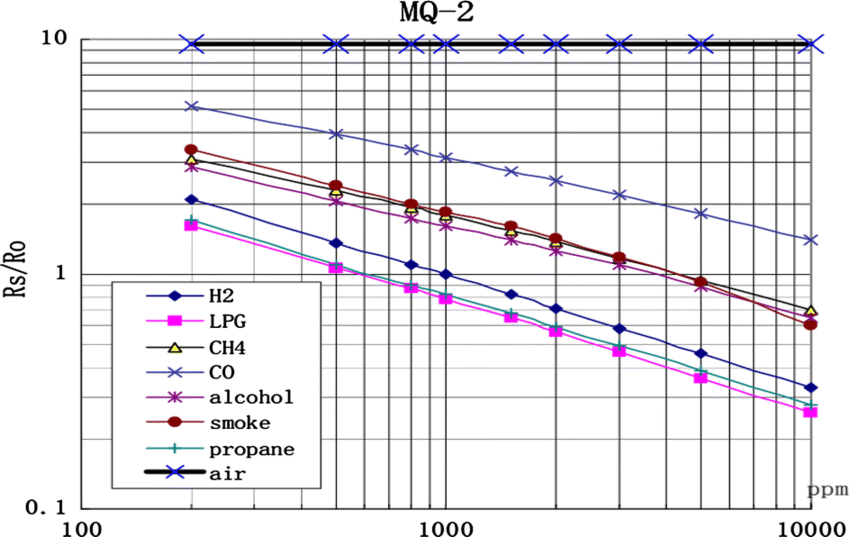 MQ-2
10
1
0.1
Rs/Ro
H2
LPG
CH4
CO
alcohol
smoke
propane
air
ppm
100
1000
10000